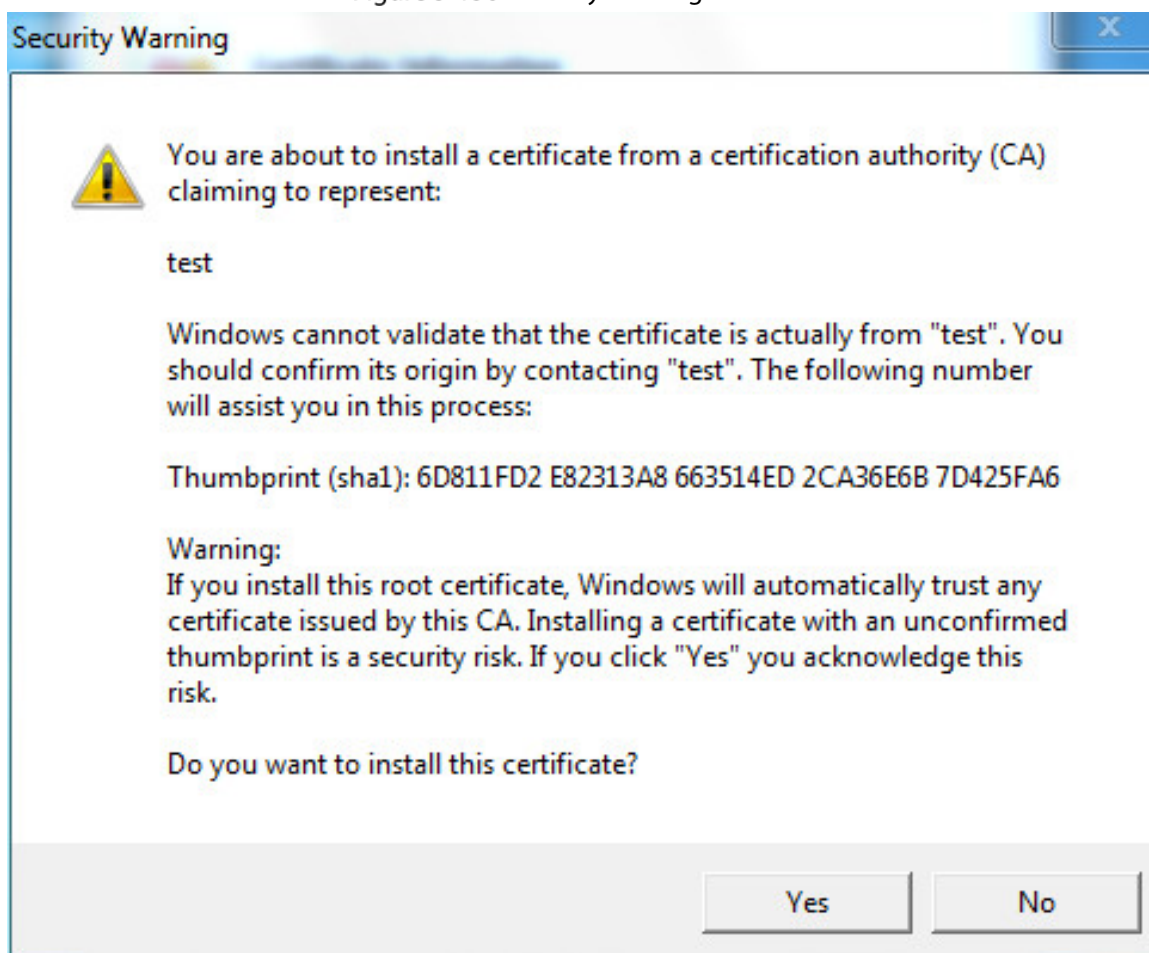 Security Warning
You are about to install a certificate from a certification authority (CA)
claiming to represent:
test
Windows cannot validate that the certificate is actually from "test". You
should confirm its origin by contacting "test". The following number
will assist you in this process:
Thumbprint (sha1): 6D811FD2 E82313A8 663514ED 2CA36E6B 7D425FA6
Warning:
If you install this root certificate, Windows will automatically trust any
certificate issued by this CA. Installing a certificate with an unconfirmed
thumbprint is a security risk. If you click "Yes" you acknowledge this
risk.
Do you want to install this certificate?
Yes
No